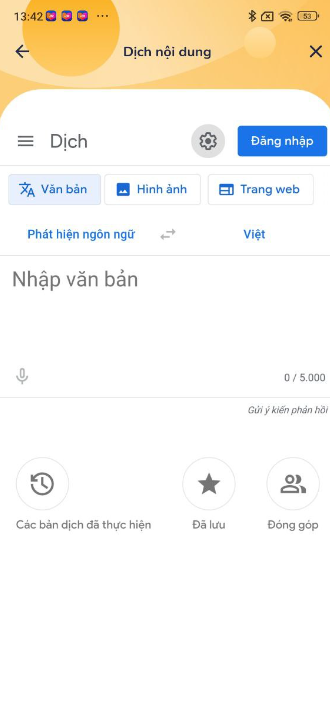 13:42
53
Dịch nội dung
Dịch
Đăng nhập
Văn bản
Hình ảnh
Trang web
Phát hiện ngôn ngữ
Việt
Nhập văn bản
0 / 5.000
Gửi ý kiến phản hồi
Các bản dịch đã thực hiện
Đã lưu
Đóng góp